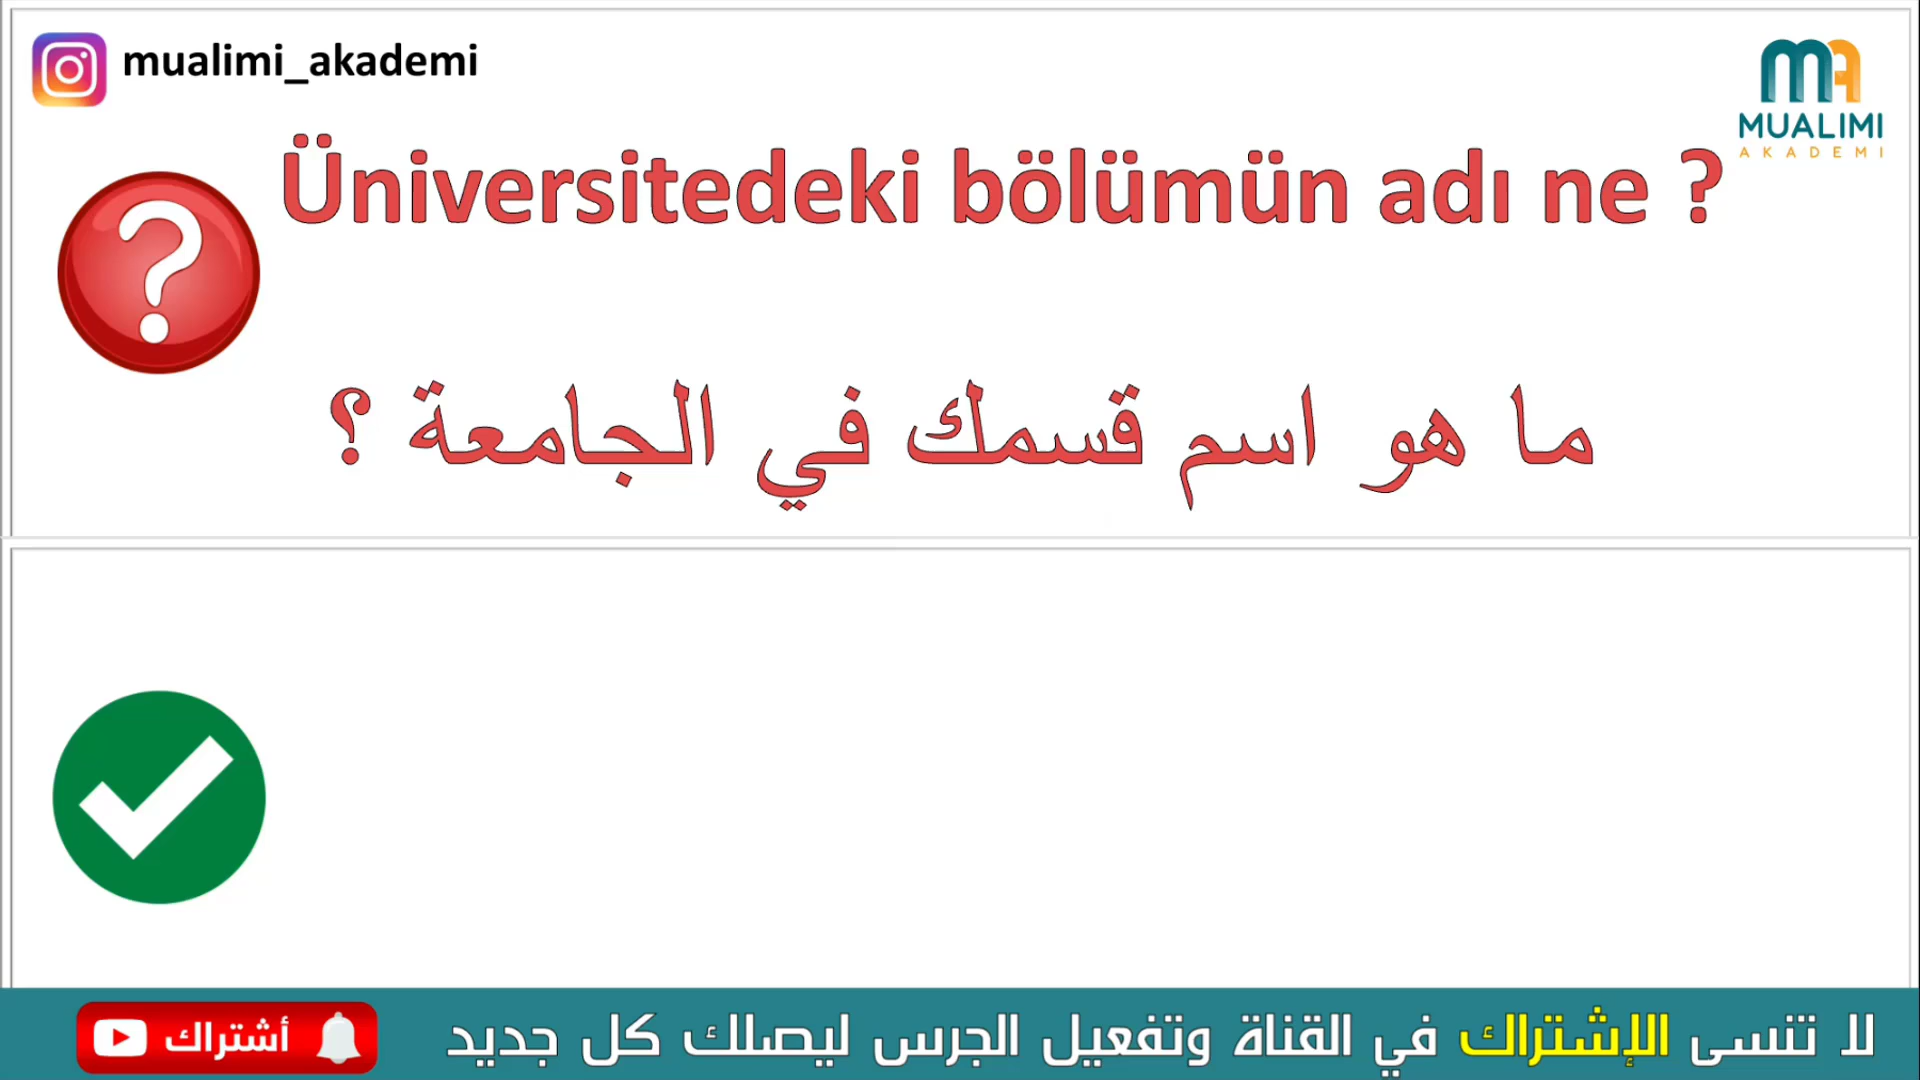 mualimi_akademi
MUALIMI
AKADEMI
Üniversitedeki bölümün adı ne ?
ما هو اسم قسمك في الجامعة ؟
لا تنسى الإشتراك في القناة وتفعيل الجرس ليصلك كل جديد
أشتراك